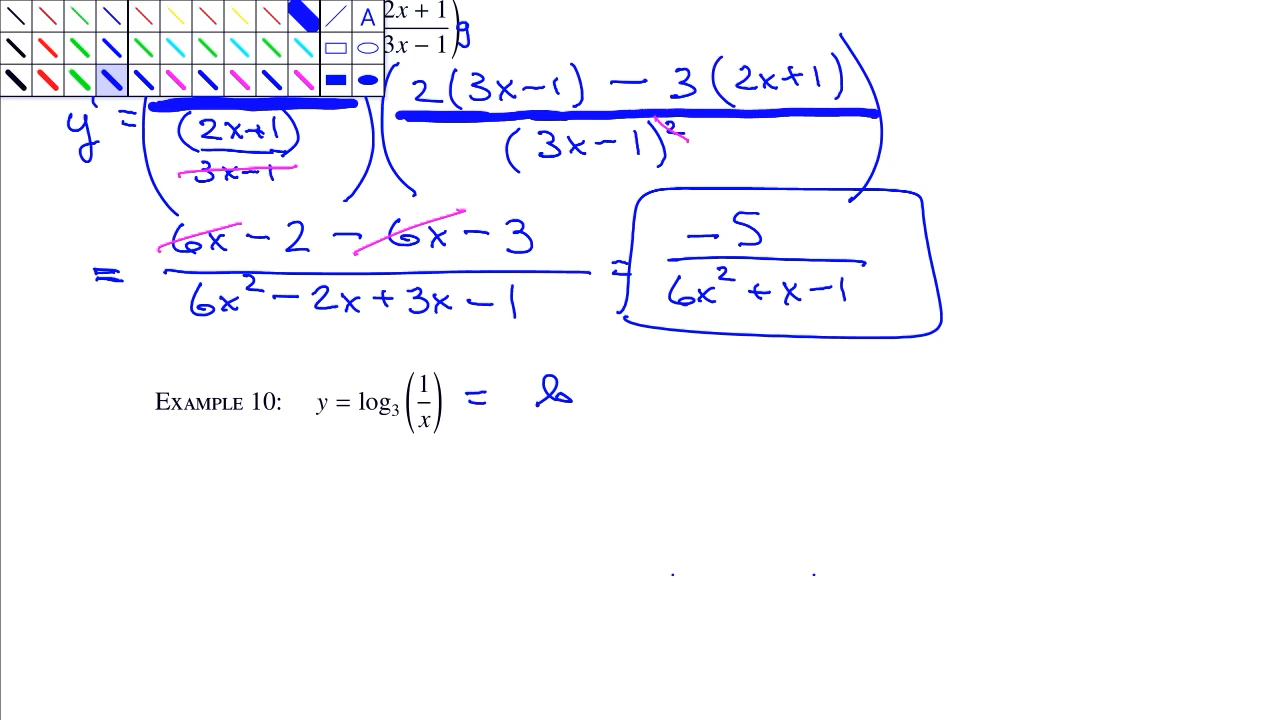 A
2x + 1
3x − 1
)
g
y' = ( / (2x+1)/(3x−1) ) ( 2(3x−1) − 3(2x+1) / (3x−1)² )
= 6x − 2 − 6x − 3 / 6x² − 2x + 3x − 1 = −5 / 6x² + x − 1
EXAMPLE 10: y = log₃ (1/x) = lo